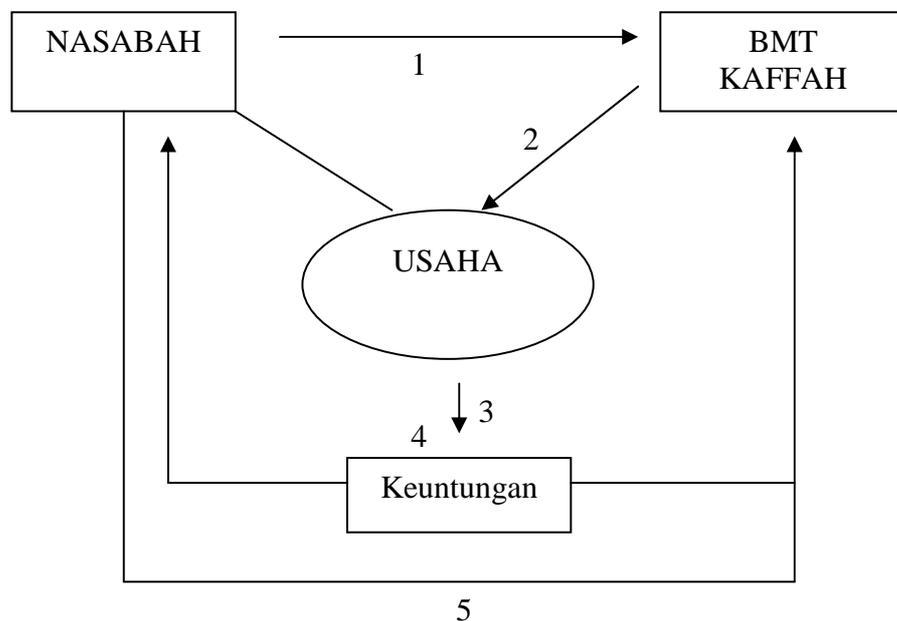 NASABAH
BMT
KAFFAH
1
2
USAHA
3
4
Keuntungan
5